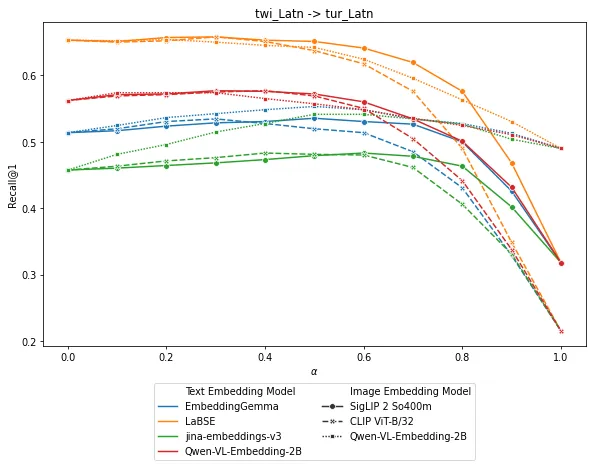 twi_Latn -> tur_Latn
Recall@1
0.6
0.5
0.4
0.3
0.2
0.0 0.2 0.4 0.6 0.8 1.0
α
Text Embedding Model Image Embedding Model
EmbeddingGemma SigLIP 2 So400m
LaBSE CLIP ViT-B/32
jina-embeddings-v3 Qwen-VL-Embedding-2B
Qwen-VL-Embedding-2B